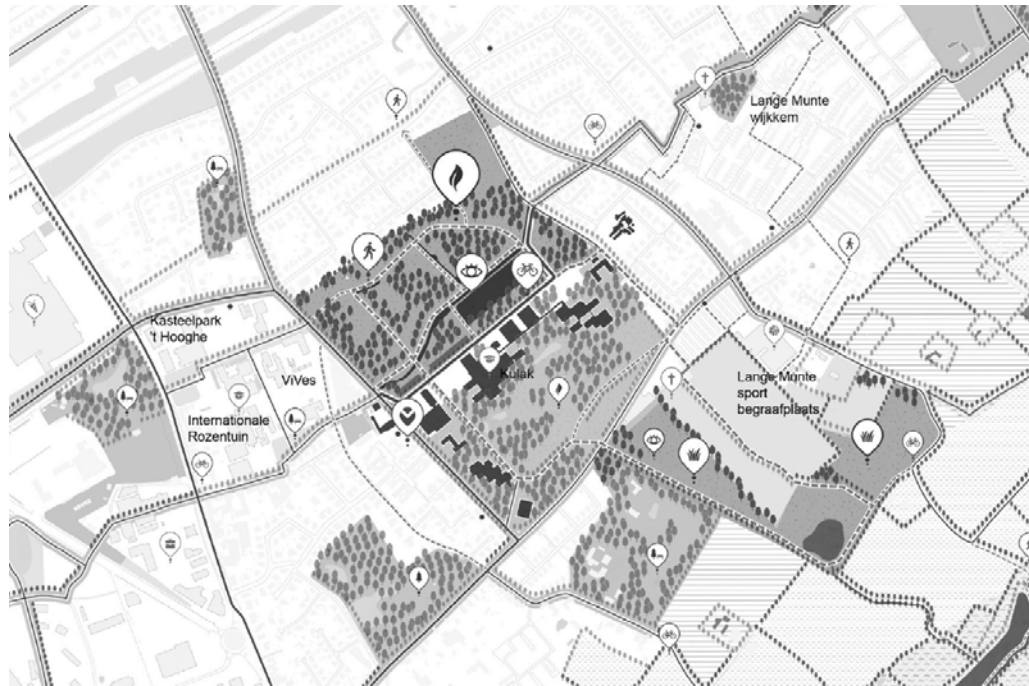 Lange Munte
wijkkern
Kasteelpark
't Hooghe
ViVes
Kulak
Internationale
Rozentuin
Lange Munte
sport
begraafplaats